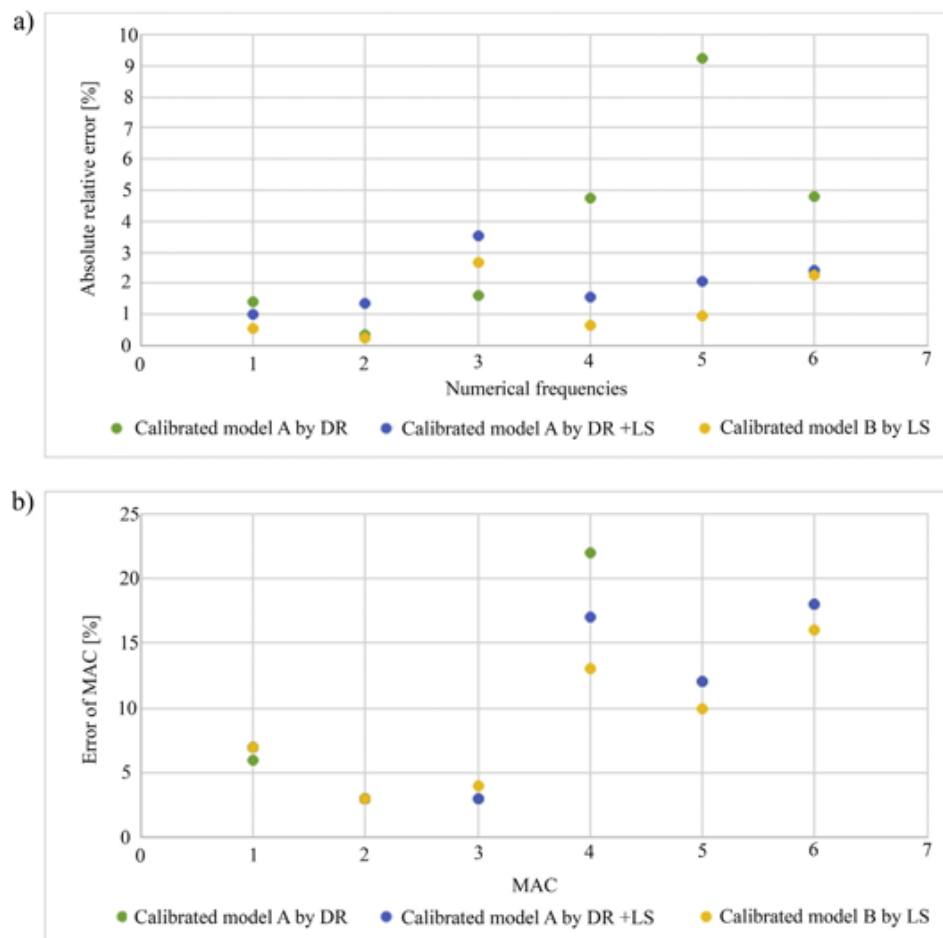 a)
Absolute relative error [%]
10
9
8
7
6
5
4
3
2
1
0
0 1 2 3 4 5 6 7
Numerical frequencies
Calibrated model A by DR Calibrated model A by DR +LS Calibrated model B by LS
b)
Error of MAC [%]
25
20
15
10
5
0
0 1 2 3 4 5 6 7
MAC
Calibrated model A by DR Calibrated model A by DR +LS Calibrated model B by LS